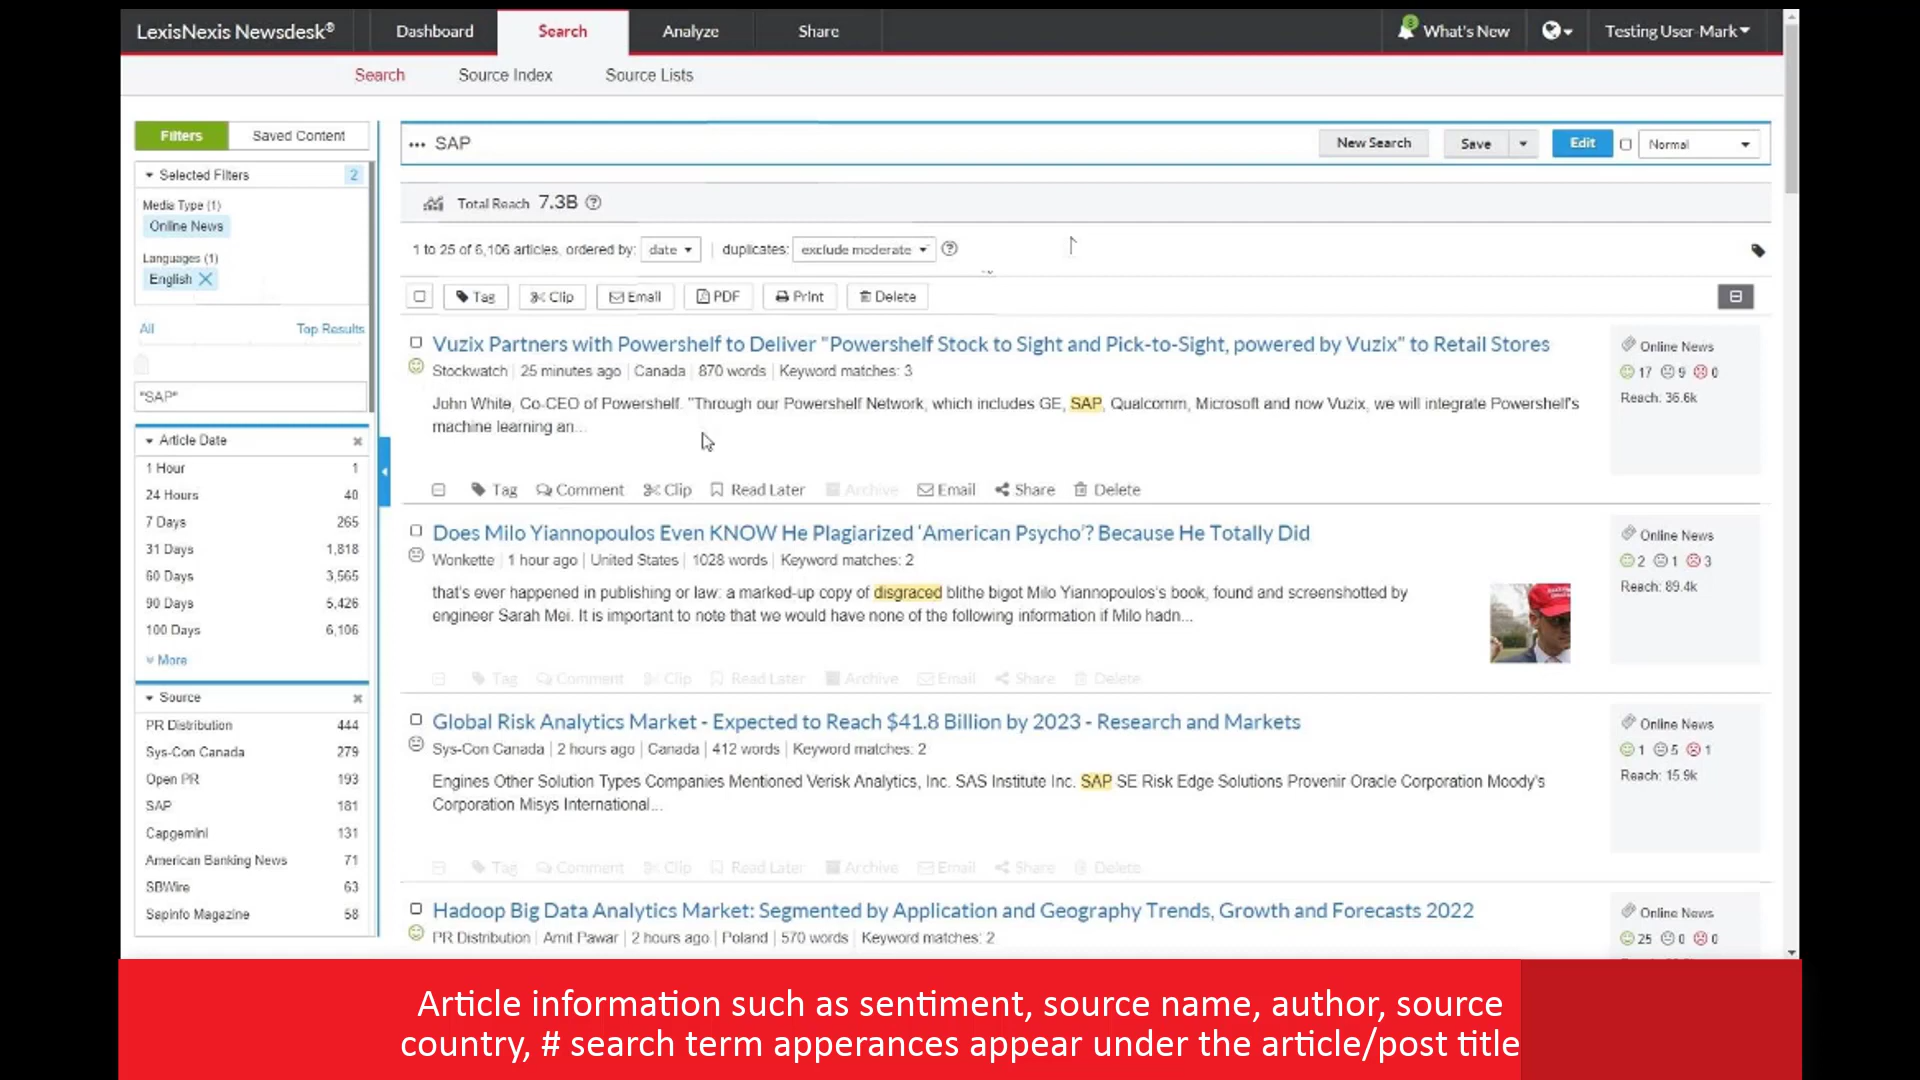 LexisNexis Newsdesk®
Dashboard
Search
Analyze
Share
8
What's New
Testing User-Mark
Search
Source Index
Source Lists
Filters
Saved Content
Selected Filters 2
Media Type (1)
Online News
Languages (1)
English
All
Top Results
"SAP"
Article Date
1 Hour 1
24 Hours 40
7 Days 265
31 Days 1,818
60 Days 3,565
90 Days 5,426
100 Days 6,106
More
Source
PR Distribution 444
Sys-Con Canada 279
Open PR 193
SAP 181
Capgemini 131
American Banking News 71
SBWire 63
Sapinfo Magazine 58
SAP
New Search
Save
Edit
Normal
Total Reach 7.3B
1 to 25 of 6,106 articles, ordered by: date | duplicates: exclude moderate
Tag Clip Email PDF Print Delete
Vuzix Partners with Powershelf to Deliver "Powershelf Stock to Sight and Pick-to-Sight, powered by Vuzix" to Retail Stores
Stockwatch | 25 minutes ago | Canada | 870 words | Keyword matches: 3
John White, Co-CEO of Powershelf. "Through our Powershelf Network, which includes GE, SAP, Qualcomm, Microsoft and now Vuzix, we will integrate Powershelf's
machine learning an...
Tag Comment Clip Read Later Archive Email Share Delete
Online News
17 9 0
Reach: 36.6k
Does Milo Yiannopoulos Even KNOW He Plagiarized 'American Psycho'? Because He Totally Did
Wonkette | 1 hour ago | United States | 1028 words | Keyword matches: 2
that's ever happened in publishing or law: a marked-up copy of disgraced blithe bigot Milo Yiannopoulos's book, found and screenshotted by
engineer Sarah Mei. It is important to note that we would have none of the following information if Milo hadn...
Tag Comment Clip Read Later Archive Email Share Delete
Online News
2 1 3
Reach: 89.4k
Global Risk Analytics Market - Expected to Reach $41.8 Billion by 2023 - Research and Markets
Sys-Con Canada | 2 hours ago | Canada | 412 words | Keyword matches: 2
Engines Other Solution Types Companies Mentioned Verisk Analytics, Inc. SAS Institute Inc. SAP SE Risk Edge Solutions Provenir Oracle Corporation Moody's
Corporation Misys International...
Tag Comment Clip Read Later Archive Email Share Delete
Online News
1 5 1
Reach: 15.9k
Hadoop Big Data Analytics Market: Segmented by Application and Geography Trends, Growth and Forecasts 2022
PR Distribution | Amit Pawar | 2 hours ago | Poland | 570 words | Keyword matches: 2
Online News
25 0 0
Article information such as sentiment, source name, author, source
country, # search term apperances appear under the article/post title